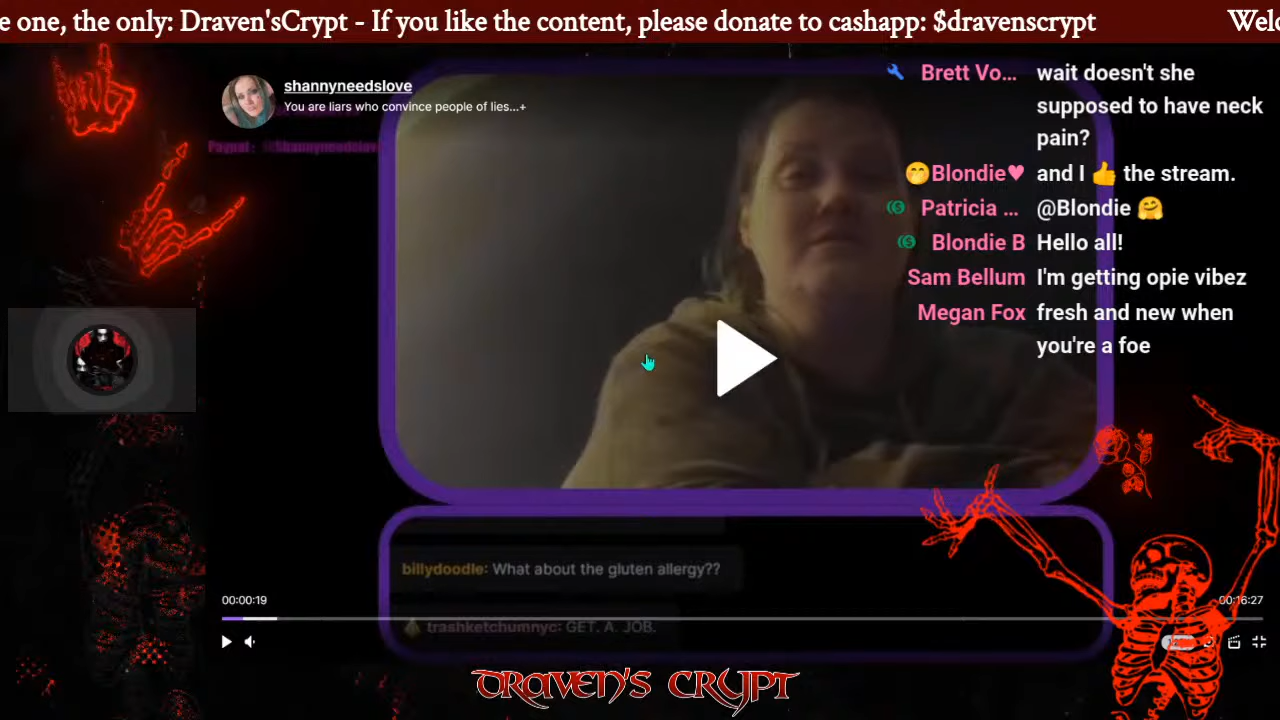 e one, the only: Draven'sCrypt - If you like the content, please donate to cashapp: $dravenscrypt Welc
shannyneedslove
You are liars who convince people of lies...+
Paypal: @Shannyneedslove
Brett Vo... wait doesn't she
supposed to have neck
pain?
🤭Blondie♥ and I 👍 the stream.
Patricia ... @Blondie 🤗
Blondie B Hello all!
Sam Bellum I'm getting opie vibez
Megan Fox fresh and new when
you're a foe
billydoodle: What about the gluten allergy??
00:00:19
00:16:27
trashketchumnyc: GET. A. JOB.
DRAVEN'S CRYPT